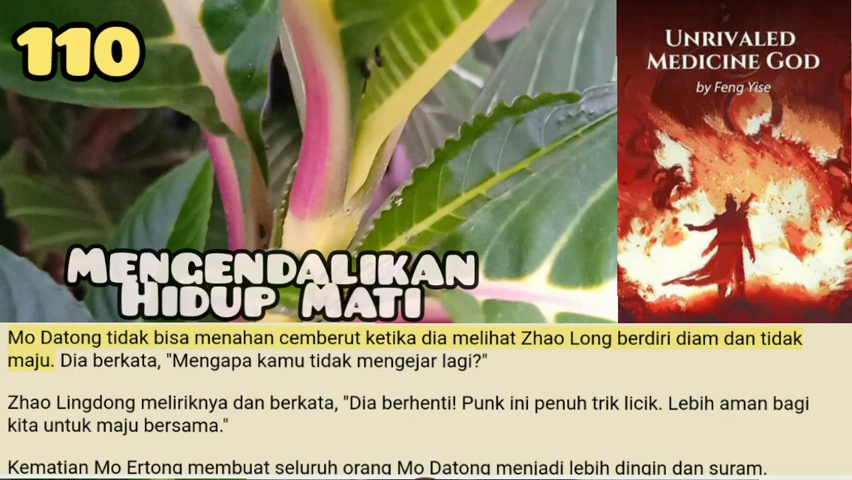 110
UNRIVALED
MEDICINE GOD
by Feng Yise
MENGENDALIKAN
HIDUP MATI
Mo Datong tidak bisa menahan cemberut ketika dia melihat Zhao Long berdiri diam dan tidak
maju. Dia berkata, "Mengapa kamu tidak mengejar lagi?"
Zhao Lingdong meliriknya dan berkata, "Dia berhenti! Punk ini penuh trik licik. Lebih aman bagi
kita untuk maju bersama."
Kematian Mo Ertong membuat seluruh orang Mo Datong menjadi lebih dingin dan suram.